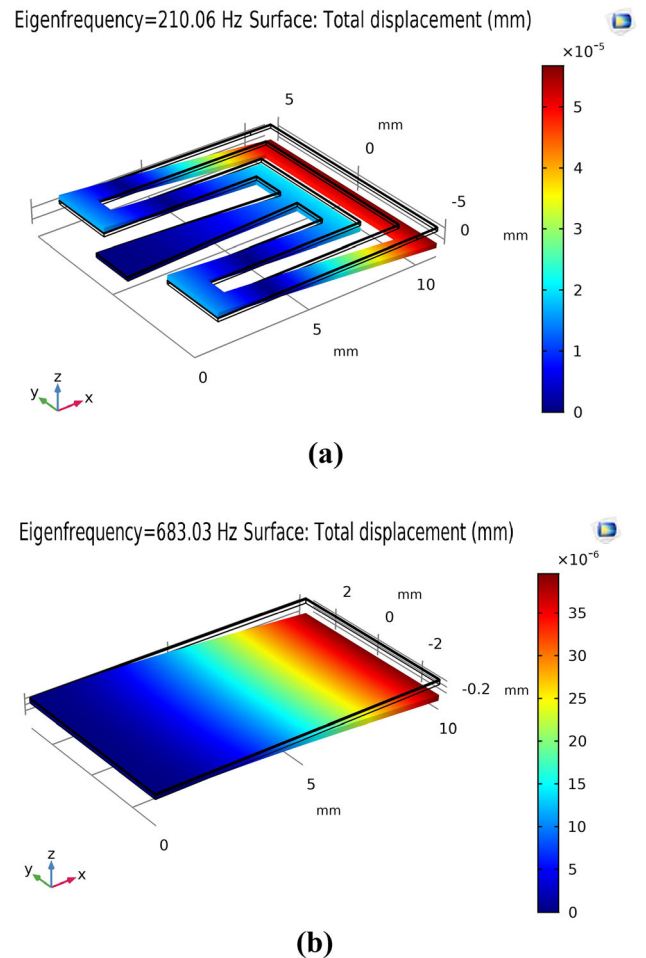 Eigenfrequency=210.06 Hz Surface: Total displacement (mm)
×10⁻⁵
5
mm
0
-5
0
mm
10
5
mm
0
y z x
5
4
3
2
1
0
(a)
Eigenfrequency=683.03 Hz Surface: Total displacement (mm)
×10⁻⁶
2
mm
0
-2
-0.2
mm
10
5
mm
0
y z x
35
30
25
20
15
10
5
0
(b)